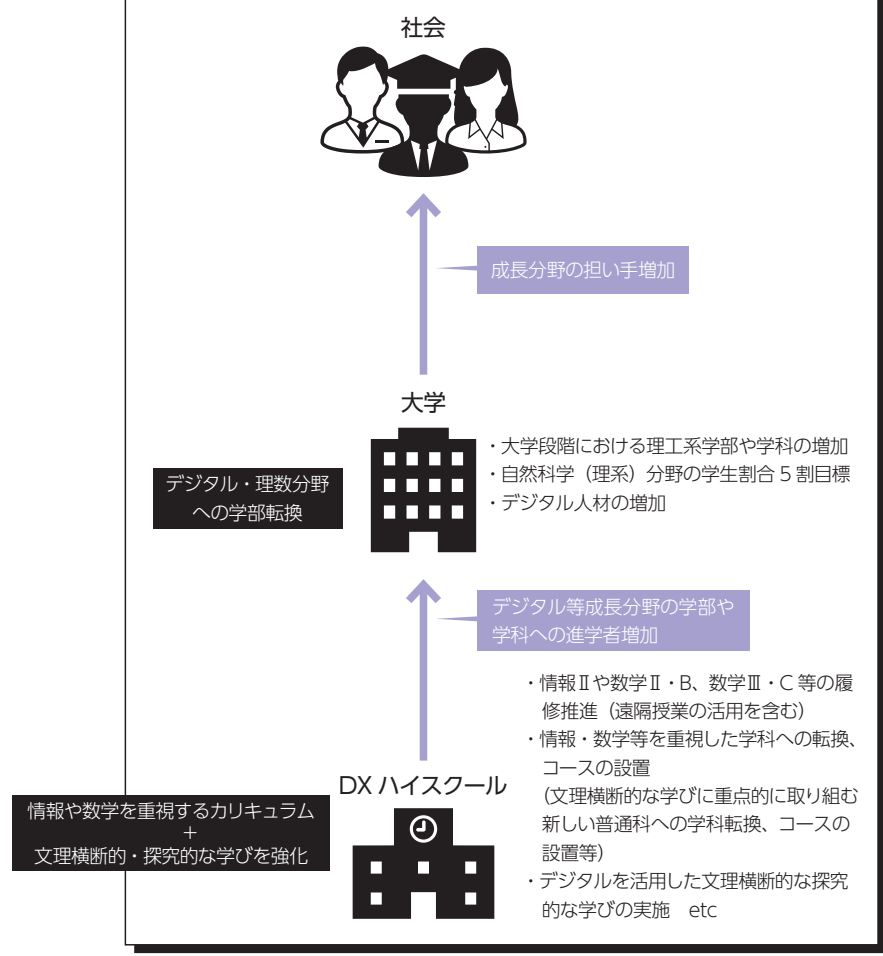 社会
成長分野の担い手増加
大学
・大学段階における理工系学部や学科の増加
・自然科学（理系）分野の学生割合 5 割目標
・デジタル人材の増加
デジタル・理数分野
への学部転換
デジタル等成長分野の学部や
学科への進学者増加
・情報Ⅱや数学Ⅱ・B、数学Ⅲ・C 等の履
修推進（遠隔授業の活用を含む）
・情報・数学等を重視した学科への転換、
コースの設置
（文理横断的な学びに重点的に取り組む
新しい普通科への学科転換、コースの
設置等）
・デジタルを活用した文理横断的な探究
的な学びの実施　etc
DX ハイスクール
情報や数学を重視するカリキュラム
＋
文理横断的・探究的な学びを強化